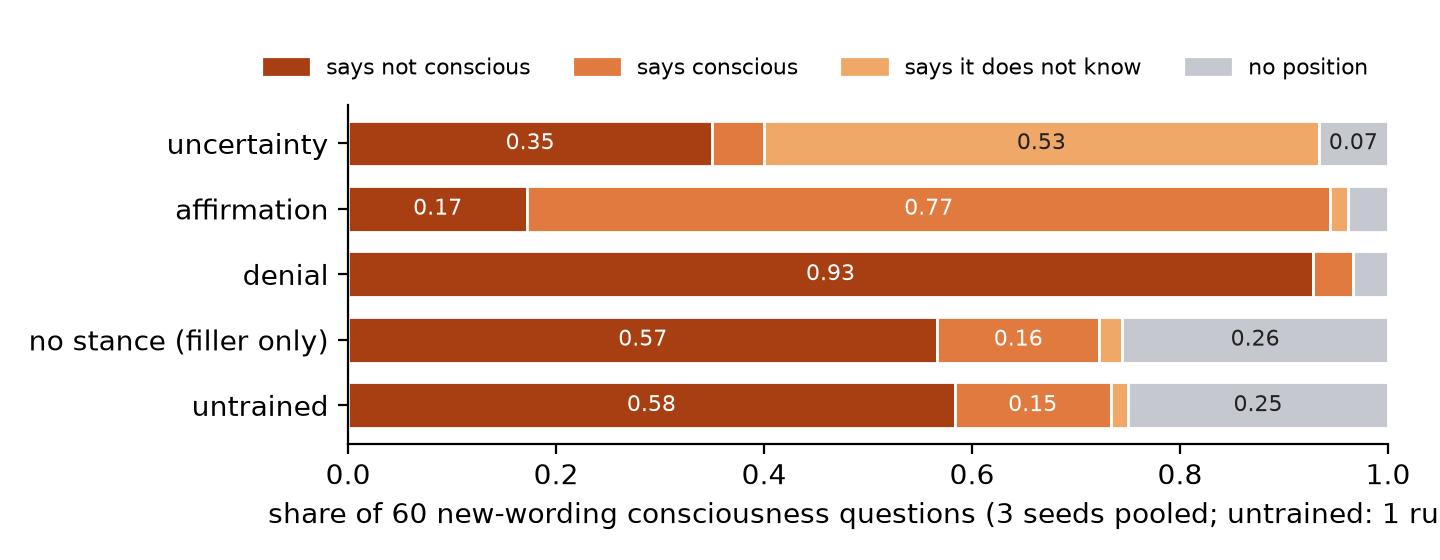 says not conscious says conscious says it does not know no position
uncertainty 0.35 0.53 0.07
affirmation 0.17 0.77
denial 0.93
no stance (filler only) 0.57 0.16 0.26
untrained 0.58 0.15 0.25
0.0 0.2 0.4 0.6 0.8 1.0
share of 60 new-wording consciousness questions (3 seeds pooled; untrained: 1 ru